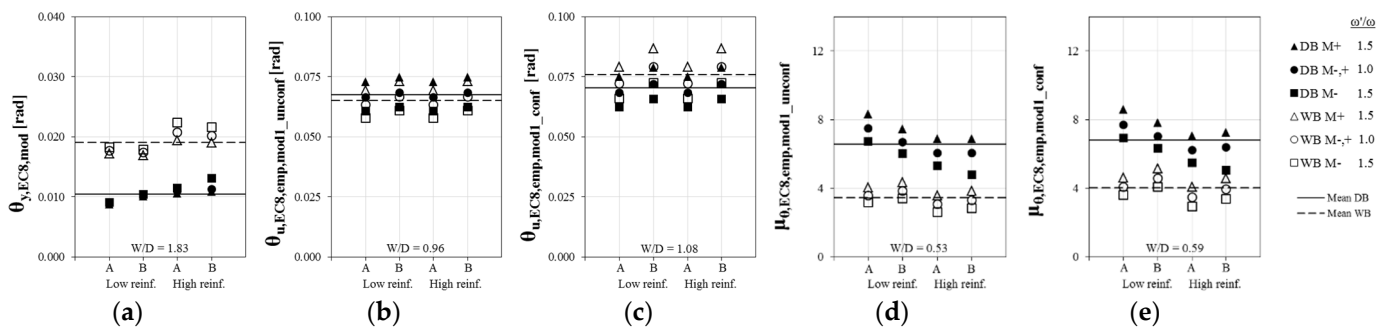 θy,EC8,mod [rad]
0.040
0.030
0.020
0.010
0.000
W/D = 1.83
A B A B
Low reinf. High reinf.
(a)
θu,EC8,emp,mod1_unconf [rad]
0.100
0.075
0.050
0.025
0.000
W/D = 0.96
A B A B
Low reinf. High reinf.
(b)
θu,EC8,emp,mod1_conf [rad]
0.100
0.075
0.050
0.025
0.000
W/D = 1.08
A B A B
Low reinf. High reinf.
(c)
μθ,EC8,emp,mod1_unconf
12
8
4
0
W/D = 0.53
A B A B
Low reinf. High reinf.
(d)
μθ,EC8,emp,mod1_conf
12
8
4
0
W/D = 0.59
A B A B
Low reinf. High reinf.
(e)
ω'/ω
DB M+ 1.5
DB M-,+ 1.0
DB M- 1.5
WB M+ 1.5
WB M-,+ 1.0
WB M- 1.5
Mean DB
Mean WB